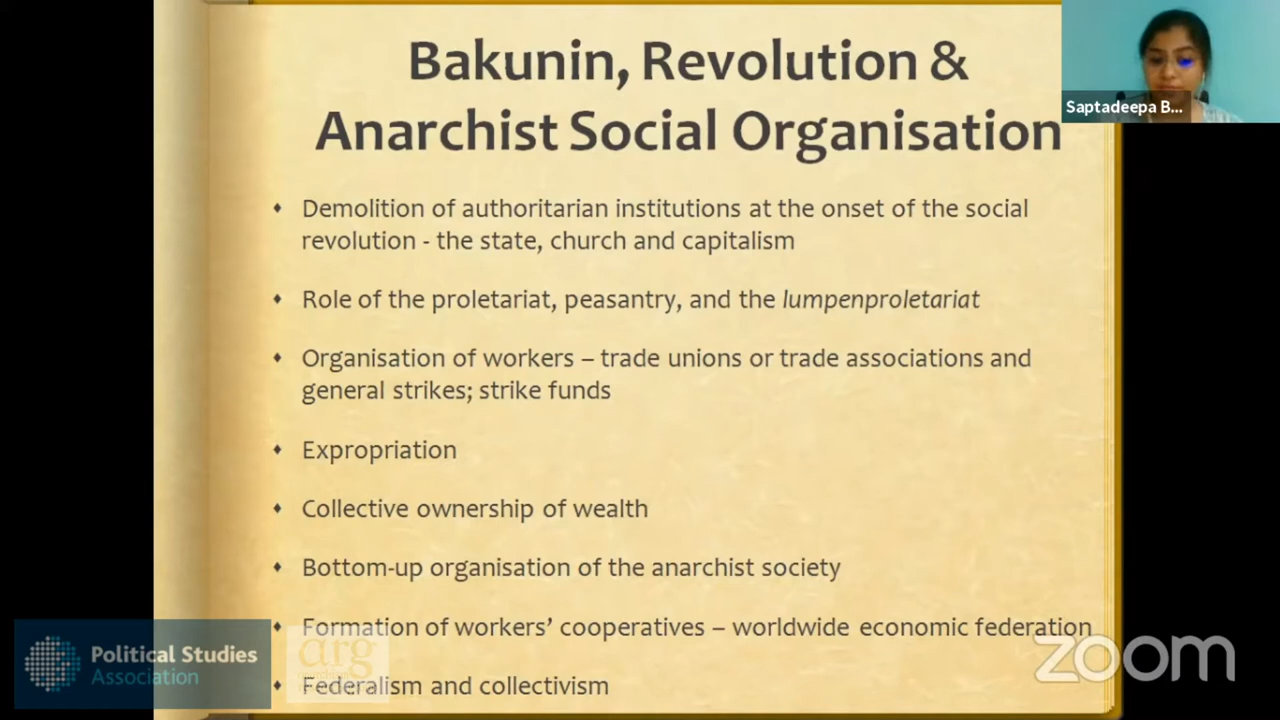 Bakunin, Revolution &
Anarchist Social Organisation
Saptadeepa B...
♦ Demolition of authoritarian institutions at the onset of the social
revolution - the state, church and capitalism
♦ Role of the proletariat, peasantry, and the lumpenproletariat
♦ Organisation of workers – trade unions or trade associations and
general strikes; strike funds
♦ Expropriation
♦ Collective ownership of wealth
♦ Bottom-up organisation of the anarchist society
♦ Formation of workers’ cooperatives – worldwide economic federation
♦ Federalism and collectivism
Political Studies
Association
arg
zoom